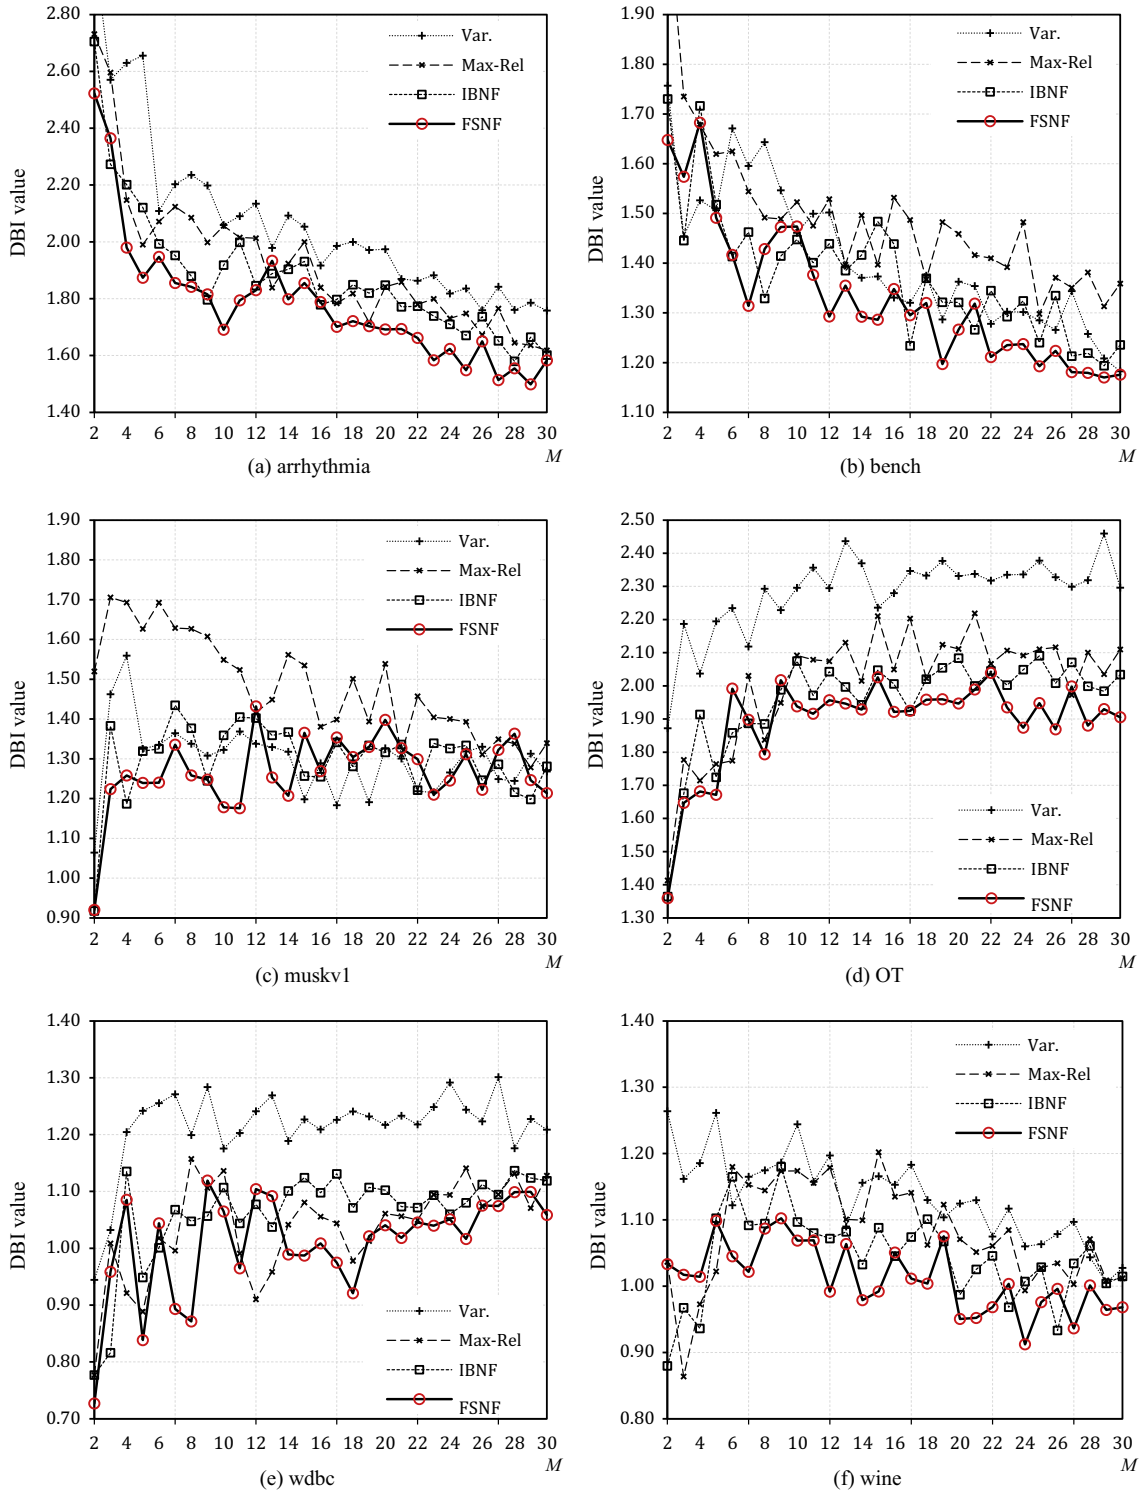 2.80
2.60
2.40
2.20
2.00
1.80
1.60
1.40
DBI value
Var.
Max-Rel
IBNF
FSNF
2 4 6 8 10 12 14 16 18 20 22 24 26 28 30
M
(a) arrhythmia
1.90
1.80
1.70
1.60
1.50
1.40
1.30
1.20
1.10
DBI value
Var.
Max-Rel
IBNF
FSNF
2 4 6 8 10 12 14 16 18 20 22 24 26 28 30
M
(b) bench
1.90
1.80
1.70
1.60
1.50
1.40
1.30
1.20
1.10
1.00
0.90
DBI value
Var.
Max-Rel
IBNF
FSNF
2 4 6 8 10 12 14 16 18 20 22 24 26 28 30
M
(c) muskv1
2.50
2.40
2.30
2.20
2.10
2.00
1.90
1.80
1.70
1.60
1.50
1.40
1.30
DBI value
Var.
Max-Rel
IBNF
FSNF
2 4 6 8 10 12 14 16 18 20 22 24 26 28 30
M
(d) OT
1.40
1.30
1.20
1.10
1.00
0.90
0.80
0.70
DBI value
Var.
Max-Rel
IBNF
FSNF
2 4 6 8 10 12 14 16 18 20 22 24 26 28 30
M
(e) wdbc
1.40
1.30
1.20
1.10
1.00
0.90
0.80
DBI value
Var.
Max-Rel
IBNF
FSNF
2 4 6 8 10 12 14 16 18 20 22 24 26 28 30
M
(f) wine